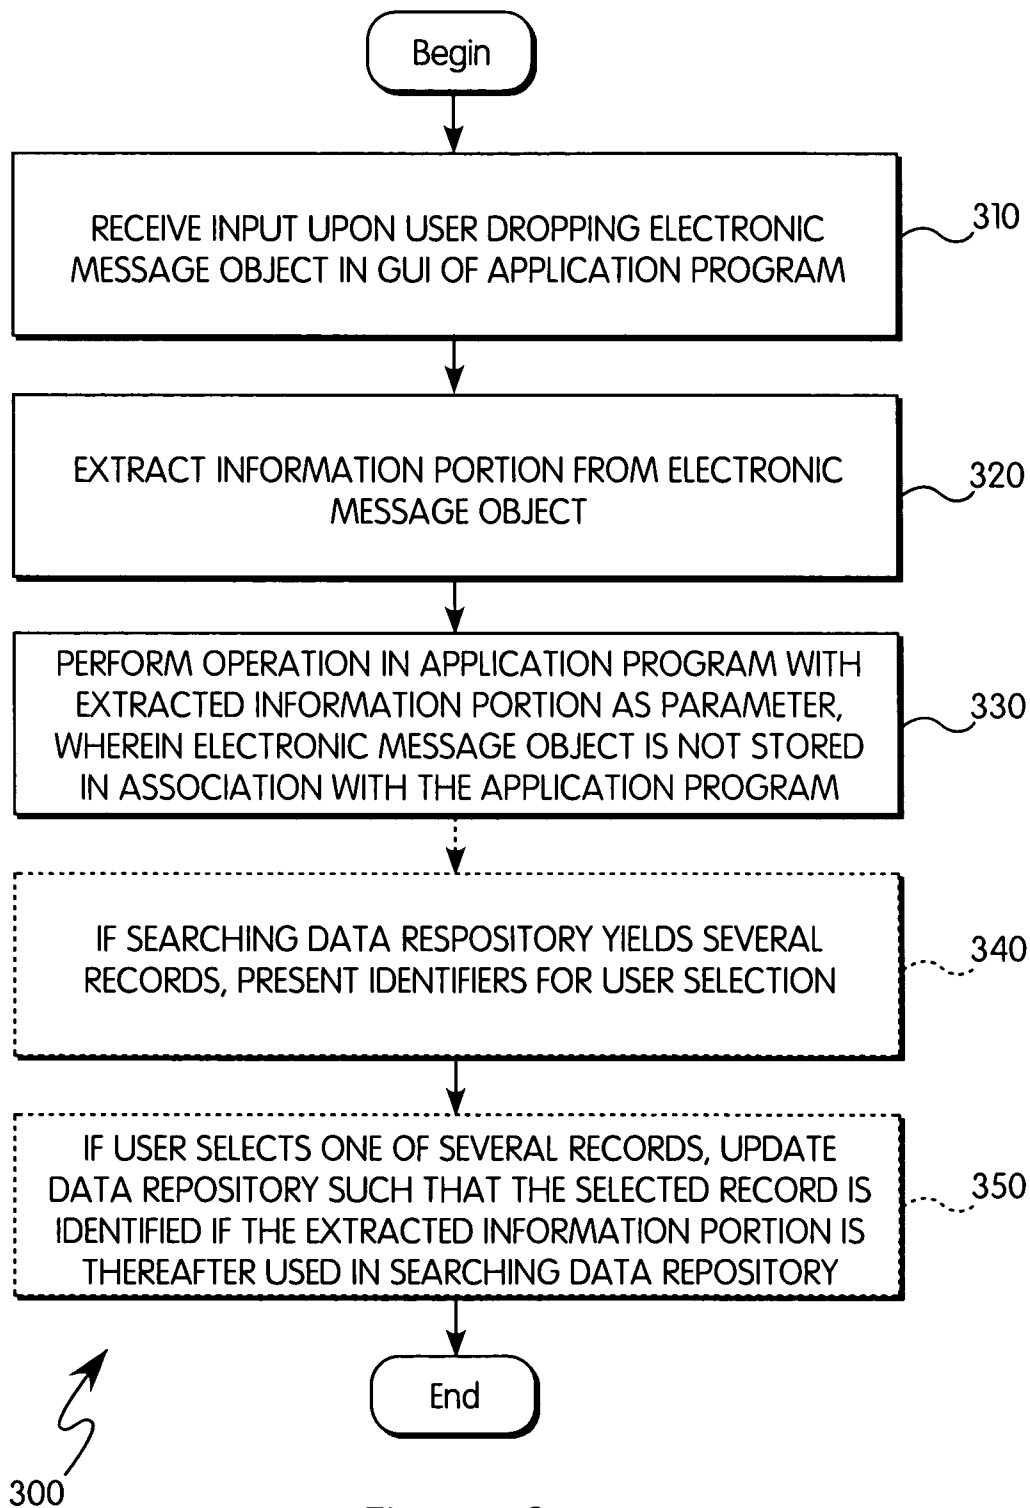 Begin
RECEIVE INPUT UPON USER DROPPING ELECTRONIC
MESSAGE OBJECT IN GUI OF APPLICATION PROGRAM
310
EXTRACT INFORMATION PORTION FROM ELECTRONIC
MESSAGE OBJECT
320
PERFORM OPERATION IN APPLICATION PROGRAM WITH
EXTRACTED INFORMATION PORTION AS PARAMETER,
WHEREIN ELECTRONIC MESSAGE OBJECT IS NOT STORED
IN ASSOCIATION WITH THE APPLICATION PROGRAM
330
IF SEARCHING DATA RESPOSITORY YIELDS SEVERAL
RECORDS, PRESENT IDENTIFIERS FOR USER SELECTION
340
IF USER SELECTS ONE OF SEVERAL RECORDS, UPDATE
DATA REPOSITORY SUCH THAT THE SELECTED RECORD IS
IDENTIFIED IF THE EXTRACTED INFORMATION PORTION IS
THEREAFTER USED IN SEARCHING DATA REPOSITORY
350
End
300